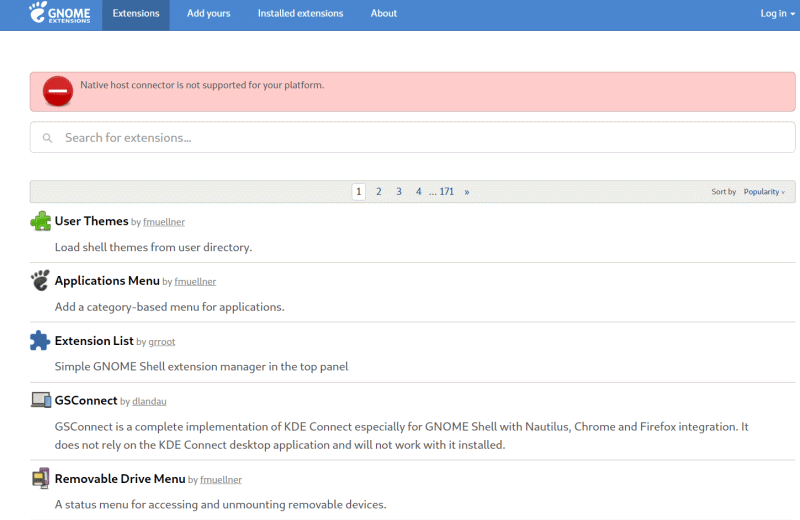 GNOME
EXTENSIONS
Extensions
Add yours
Installed extensions
About
Log in
Native host connector is not supported for your platform.
Search for extensions...
1 2 3 4 ... 171 »
Sort by Popularity
User Themes by fmuellner
Load shell themes from user directory.
Applications Menu by fmuellner
Add a category-based menu for applications.
Extension List by grroot
Simple GNOME Shell extension manager in the top panel
GSConnect by dlandau
GSConnect is a complete implementation of KDE Connect especially for GNOME Shell with Nautilus, Chrome and Firefox integration. It
does not rely on the KDE Connect desktop application and will not work with it installed.
Removable Drive Menu by fmuellner
A status menu for accessing and unmounting removable devices.